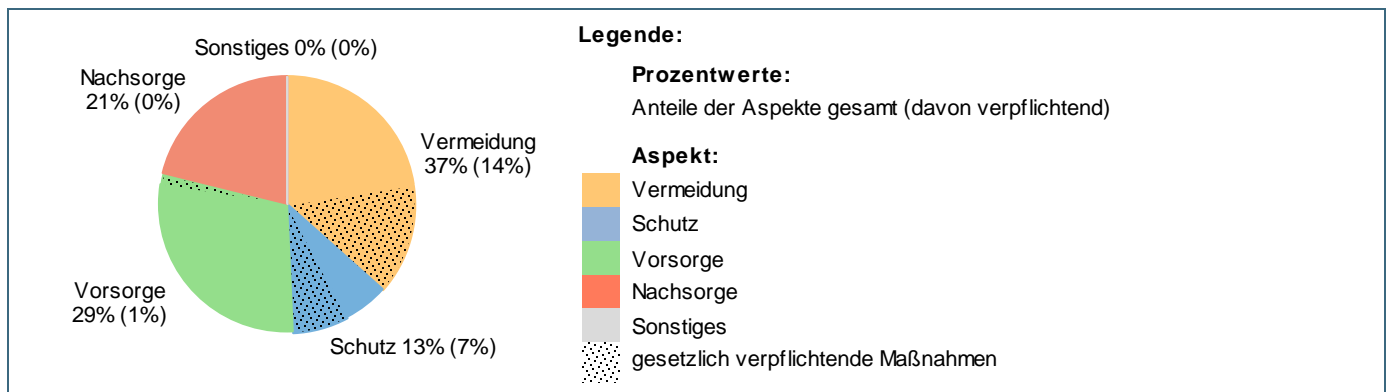 Sonstiges 0% (0%)
Nachsorge
21% (0%)
Vermeidung
37% (14%)
Vorsorge
29% (1%)
Schutz 13% (7%)
Legende:
Prozentwerte:
Anteile der Aspekte gesamt (davon verpflichtend)
Aspekt:
Vermeidung
Schutz
Vorsorge
Nachsorge
Sonstiges
gesetzlich verpflichtende Maßnahmen